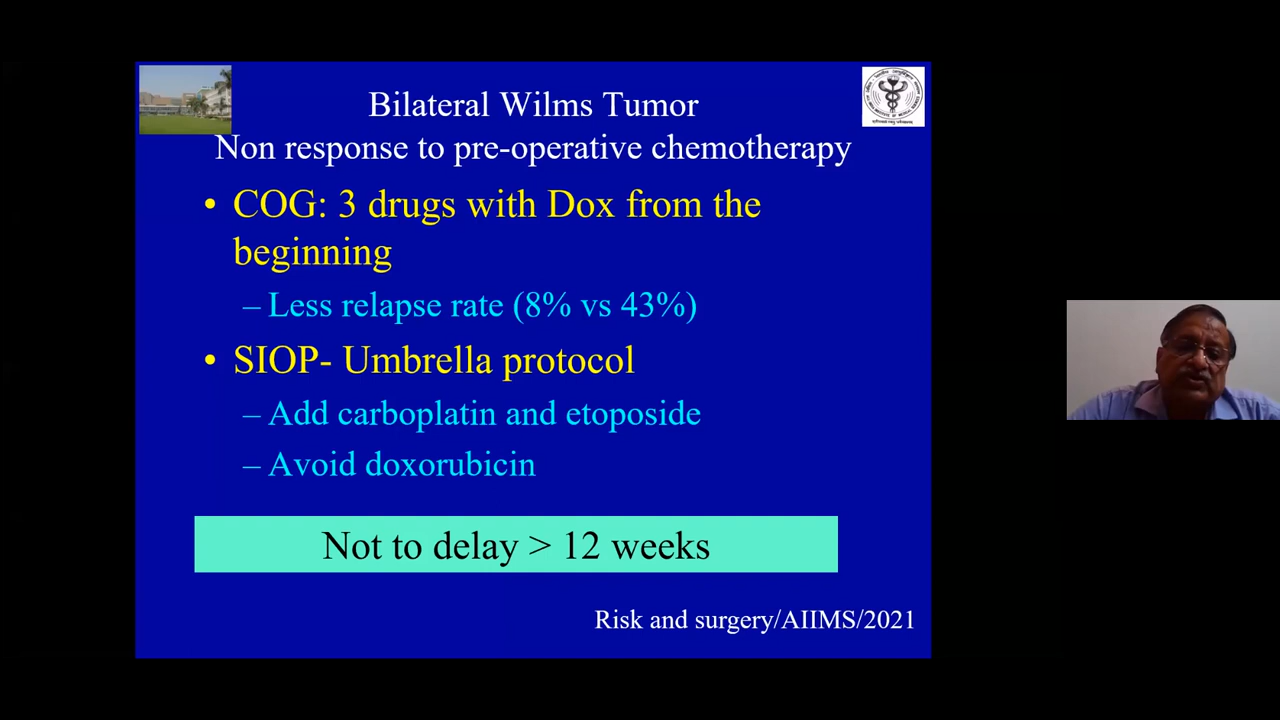 Bilateral Wilms Tumor
Non response to pre-operative chemotherapy
• COG: 3 drugs with Dox from the
beginning
– Less relapse rate (8% vs 43%)
• SIOP- Umbrella protocol
– Add carboplatin and etoposide
– Avoid doxorubicin
Not to delay > 12 weeks
Risk and surgery/AIIMS/2021